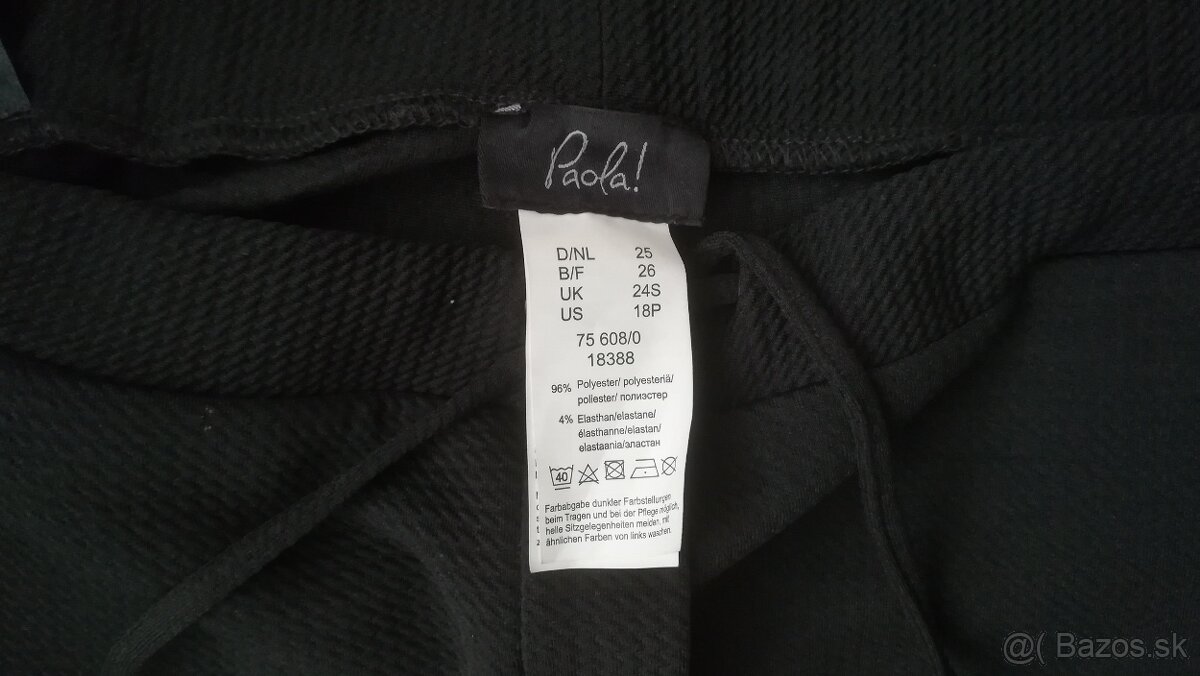 Paola!
D/NL 25
B/F 26
UK 24S
US 18P
75 608/0
18388
96% Polyester/ polyesteriä/
poliester/ полиэстер
4% Elasthan/elastane/
élasthanne/elastan/
elastaania/эластан
40
Farbabgabe dunkler Farbstellungen
beim Tragen und bei der Pflege möglich,
helle Sitzgelegenheiten meiden, mit
ähnlichen Farben von links waschen.
@( Bazos.sk